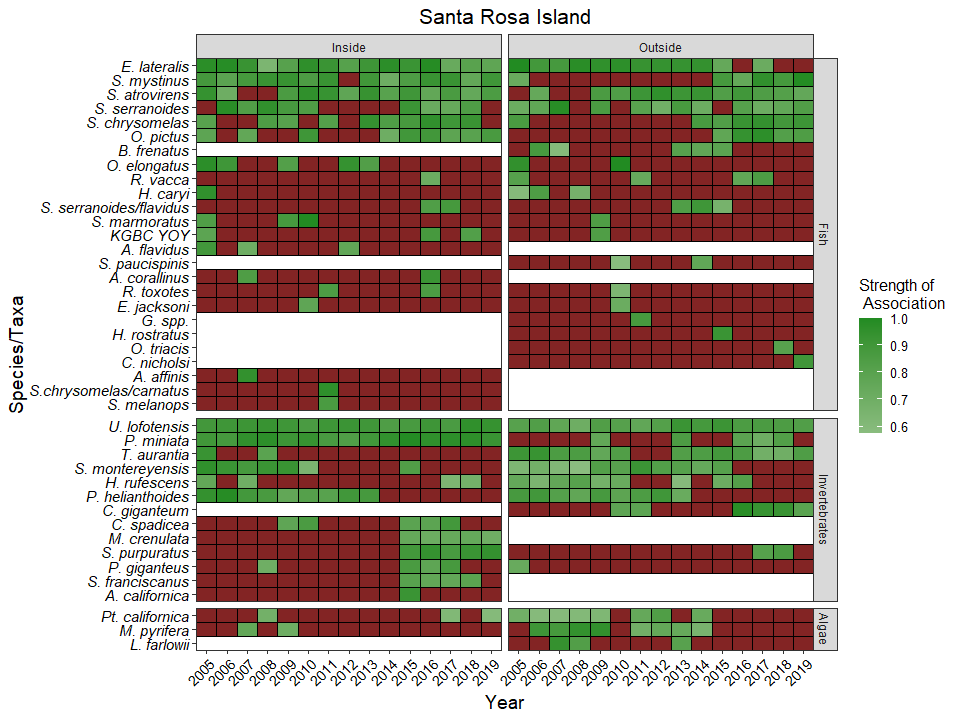 Santa Rosa Island
Inside
Outside
E. lateralis
S. mystinus
S. atrovirens
S. serranoides
S. chrysomelas
O. pictus
B. frenatus
O. elongatus
R. vacca
H. caryi
S. serranoides/flavidus
S. marmoratus
KGBC YOY
A. flavidus
S. paucispinis
A. corallinus
R. toxotes
E. jacksoni
G. spp.
H. rostratus
O. triacis
C. nicholsi
A. affinis
S.chrysomelas/carnatus
S. melanops
Fish
U. lofotensis
P. miniata
T. aurantia
S. montereyensis
H. rufescens
P. helianthoides
C. giganteum
C. spadicea
M. crenulata
S. purpuratus
P. giganteus
S. franciscanus
A. californica
Invertebrates
Pt. californica
M. pyrifera
L. farlowii
Algae
Species/Taxa
2005 2006 2007 2008 2009 2010 2011 2012 2013 2014 2015 2016 2017 2018 2019
2005 2006 2007 2008 2009 2010 2011 2012 2013 2014 2015 2016 2017 2018 2019
Year
Strength of
Association
1.0
0.9
0.8
0.7
0.6